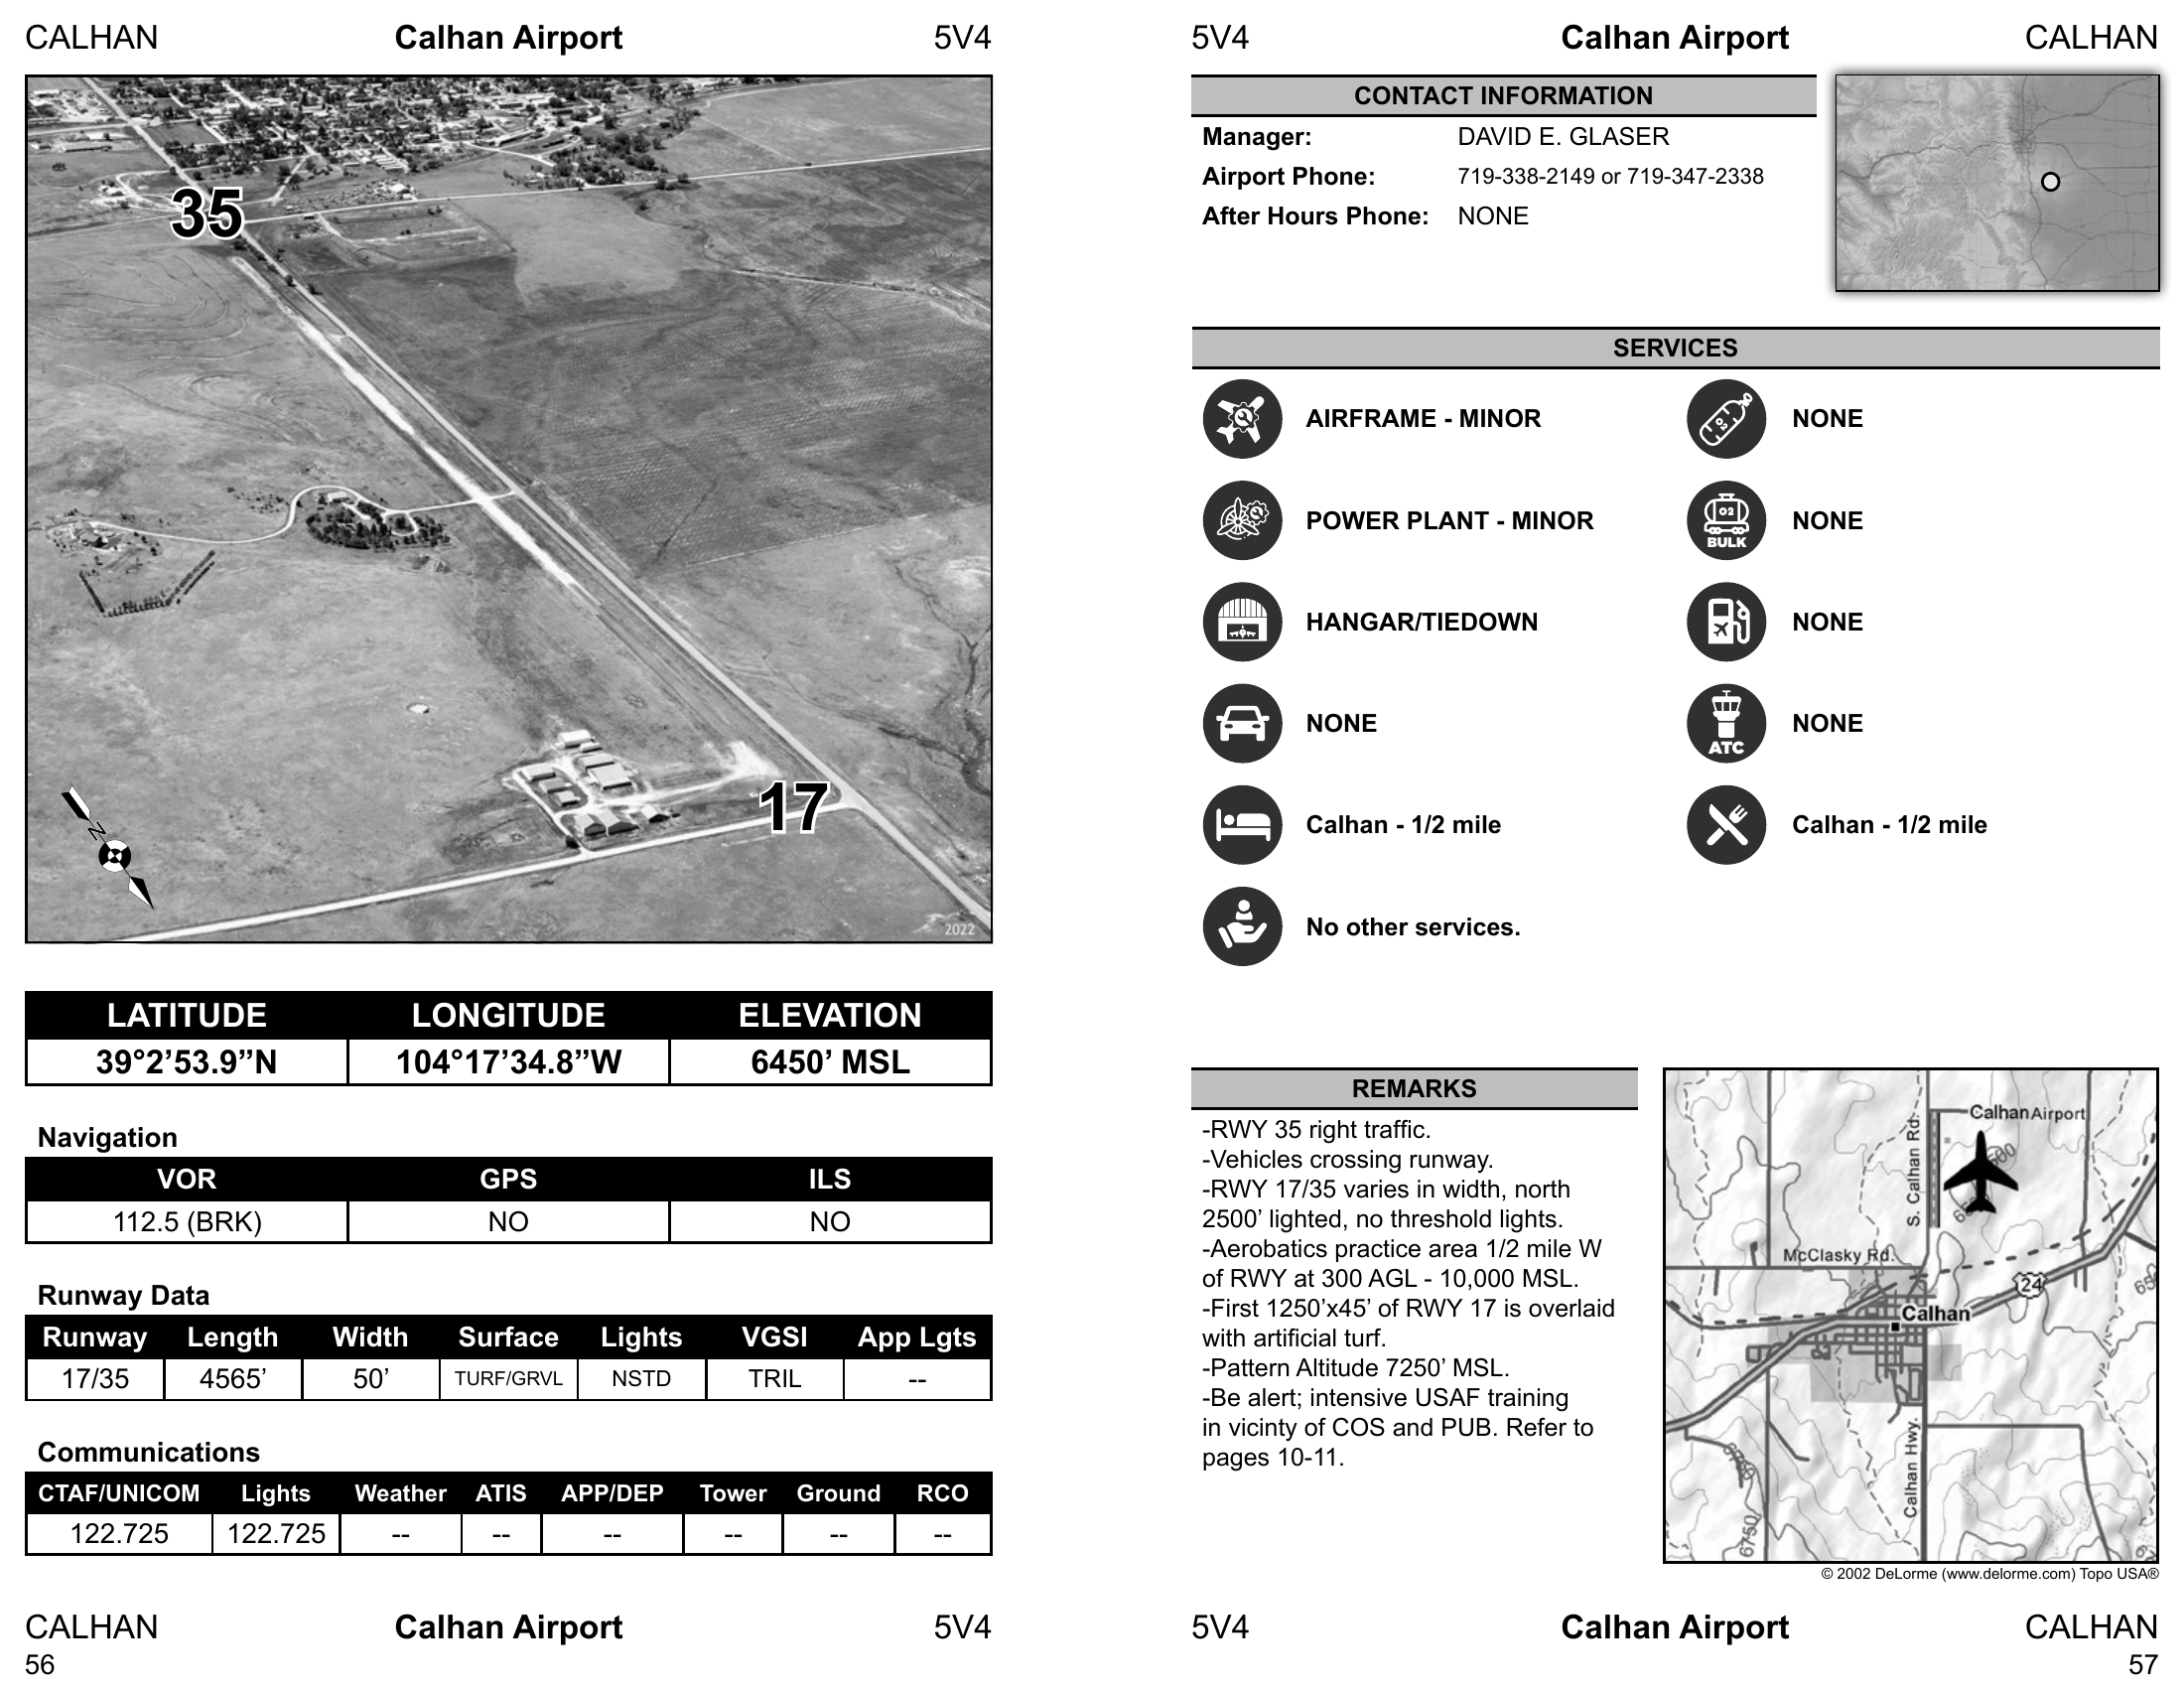 CALHAN Calhan Airport 5V4
35
17
N
2022
LATITUDE LONGITUDE ELEVATION
39°2’53.9”N 104°17’34.8”W 6450’ MSL
Navigation
VOR GPS ILS
112.5 (BRK) NO NO
Runway Data
Runway Length Width Surface Lights VGSI App Lgts
17/35 4565’ 50’ TURF/GRVL NSTD TRIL --
Communications
CTAF/UNICOM Lights Weather ATIS APP/DEP Tower Ground RCO
122.725 122.725 -- -- -- -- -- --
CALHAN Calhan Airport 5V4
56
5V4 Calhan Airport CALHAN
CONTACT INFORMATION
Manager: DAVID E. GLASER
Airport Phone: 719-338-2149 or 719-347-2338
After Hours Phone: NONE
SERVICES
AIRFRAME - MINOR O2 NONE
POWER PLANT - MINOR O2 BULK NONE
HANGAR/TIEDOWN NONE
NONE ATC NONE
Calhan - 1/2 mile Calhan - 1/2 mile
No other services.
REMARKS
-RWY 35 right traffic.
-Vehicles crossing runway.
-RWY 17/35 varies in width, north
2500’ lighted, no threshold lights.
-Aerobatics practice area 1/2 mile W
of RWY at 300 AGL - 10,000 MSL.
-First 1250’x45’ of RWY 17 is overlaid
with artificial turf.
-Pattern Altitude 7250’ MSL.
-Be alert; intensive USAF training
in vicinty of COS and PUB. Refer to
pages 10-11.
Calhan Airport
S. Calhan Rd.
McClasky Rd.
24
Calhan
Calhan Hwy.
6750
© 2002 DeLorme (www.delorme.com) Topo USA®
5V4 Calhan Airport CALHAN
57